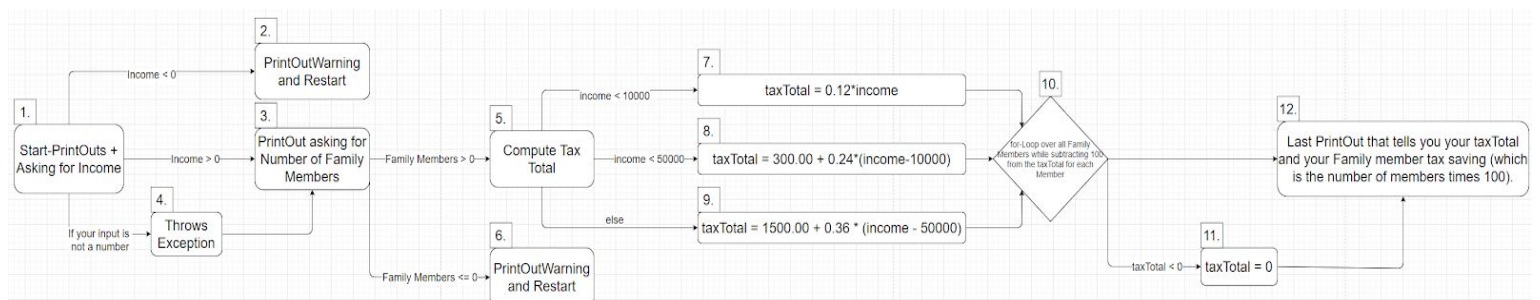 1.
Start-PrintOuts +
Asking for Income
Income < 0
2.
PrintOutWarning
and Restart
Income > 0
3.
PrintOut asking for
Number of Family
Members
If your input is
not a number
4.
Throws
Exception
Family Members > 0
5.
Compute Tax
Total
Family Members <= 0
6.
PrintOutWarning
and Restart
income < 10000
7.
taxTotal = 0.12*income
income < 50000
8.
taxTotal = 300.00 + 0.24*(income-10000)
else
9.
taxTotal = 1500.00 + 0.36 * (income - 50000)
10.
for-Loop over all Family
Members while subtracting 100
from the taxTotal for each
Member
taxTotal < 0
11.
taxTotal = 0
12.
Last PrintOut that tells you your taxTotal
and your Family member tax saving (which
is the number of members times 100).